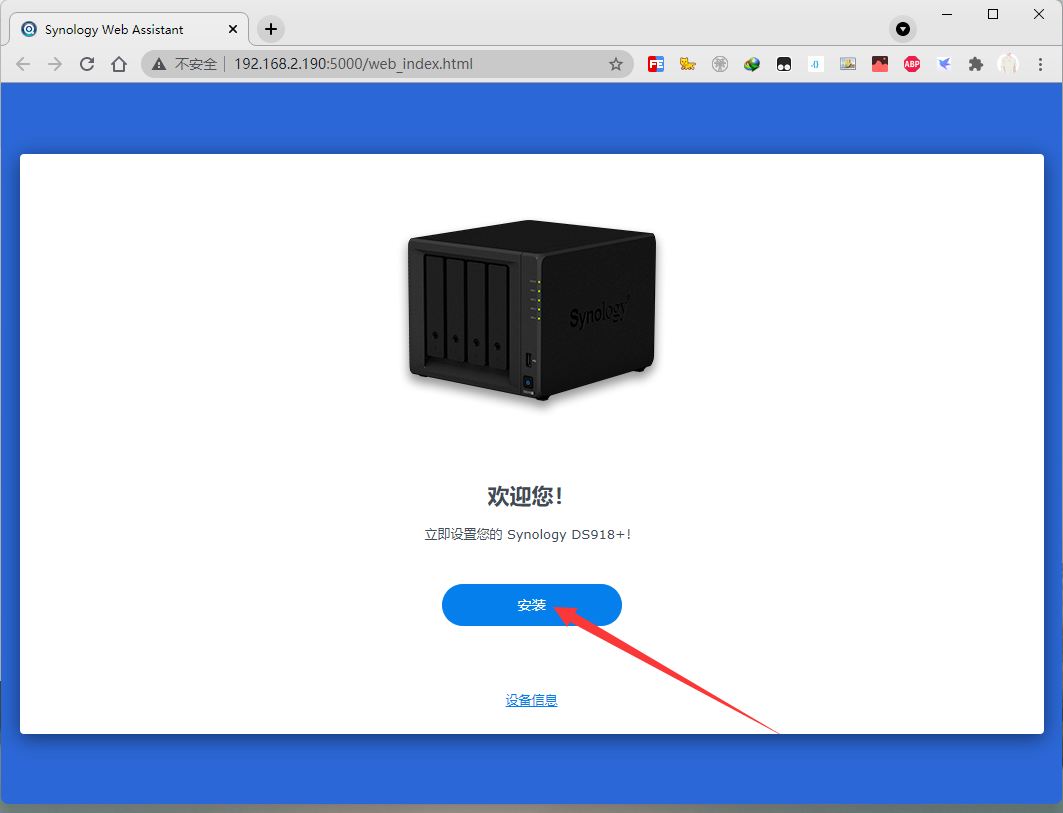 Synology Web Assistant
不安全 | 192.168.2.190:5000/web_index.html
ABP
Synology
欢迎您!
立即设置您的 Synology DS918+!
安装
设备信息